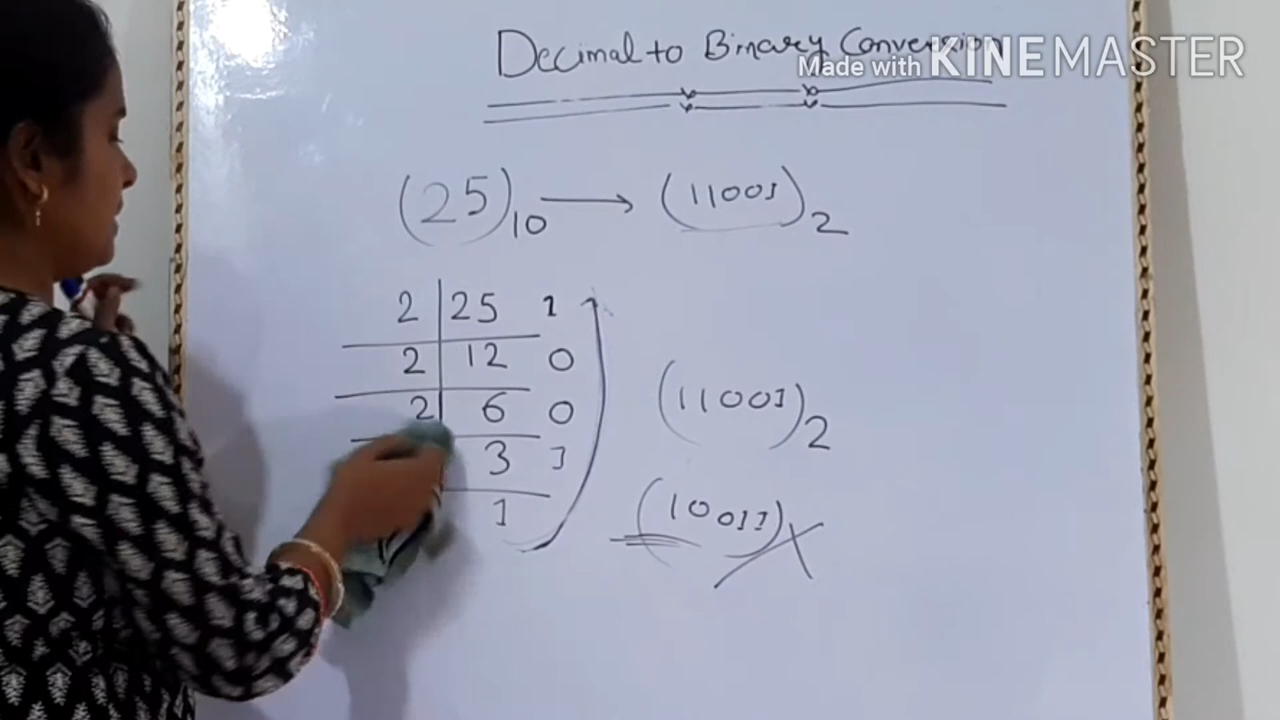 Decimal to Binary Conversion
Made with KINEMASTER
(25)10 → (11001)2
2 25 1
2 12 0
2 6 0
3 1
1
(11001)2
(10011)